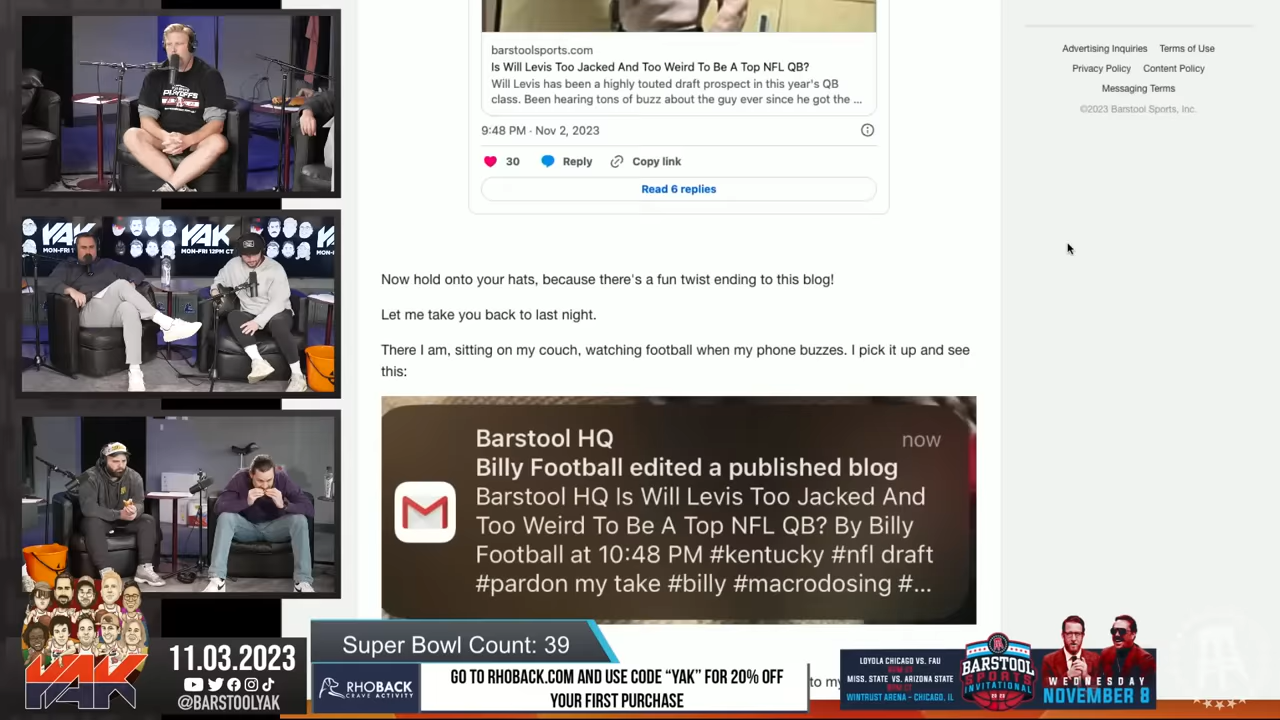 barstoolsports.com
Is Will Levis Too Jacked And Too Weird To Be A Top NFL QB?
Will Levis has been a highly touted draft prospect in this year's QB
class. Been hearing tons of buzz about the guy ever since he got the ...
9:48 PM · Nov 2, 2023
30 Reply Copy link
Read 6 replies
Now hold onto your hats, because there's a fun twist ending to this blog!
Let me take you back to last night.
There I am, sitting on my couch, watching football when my phone buzzes. I pick it up and see
this:
Barstool HQ now
Billy Football edited a published blog
Barstool HQ Is Will Levis Too Jacked And
Too Weird To Be A Top NFL QB? By Billy
Football at 10:48 PM #kentucky #nfl draft
#pardon my take #billy #macrodosing #...
to my
Advertising Inquiries Terms of Use
Privacy Policy Content Policy
Messaging Terms
©2023 Barstool Sports, Inc.
PLAYOFFS
YAK
MON-FRI 1
YAK
MON-FRI 12PM CT
YAK
11.03.2023
@BARSTOOLYAK
Super Bowl Count: 39
RHOBACK
CRAVE ACTIVITY
GO TO RHOBACK.COM AND USE CODE “YAK” FOR 20% OFF
YOUR FIRST PURCHASE
LOYOLA CHICAGO VS. FAU
MISS. STATE VS. ARIZONA STATE
WINTRUST ARENA - CHICAGO, IL
BARSTOOL
SPORTS
INVITATIONAL
WEDNESDAY
NOVEMBER 8